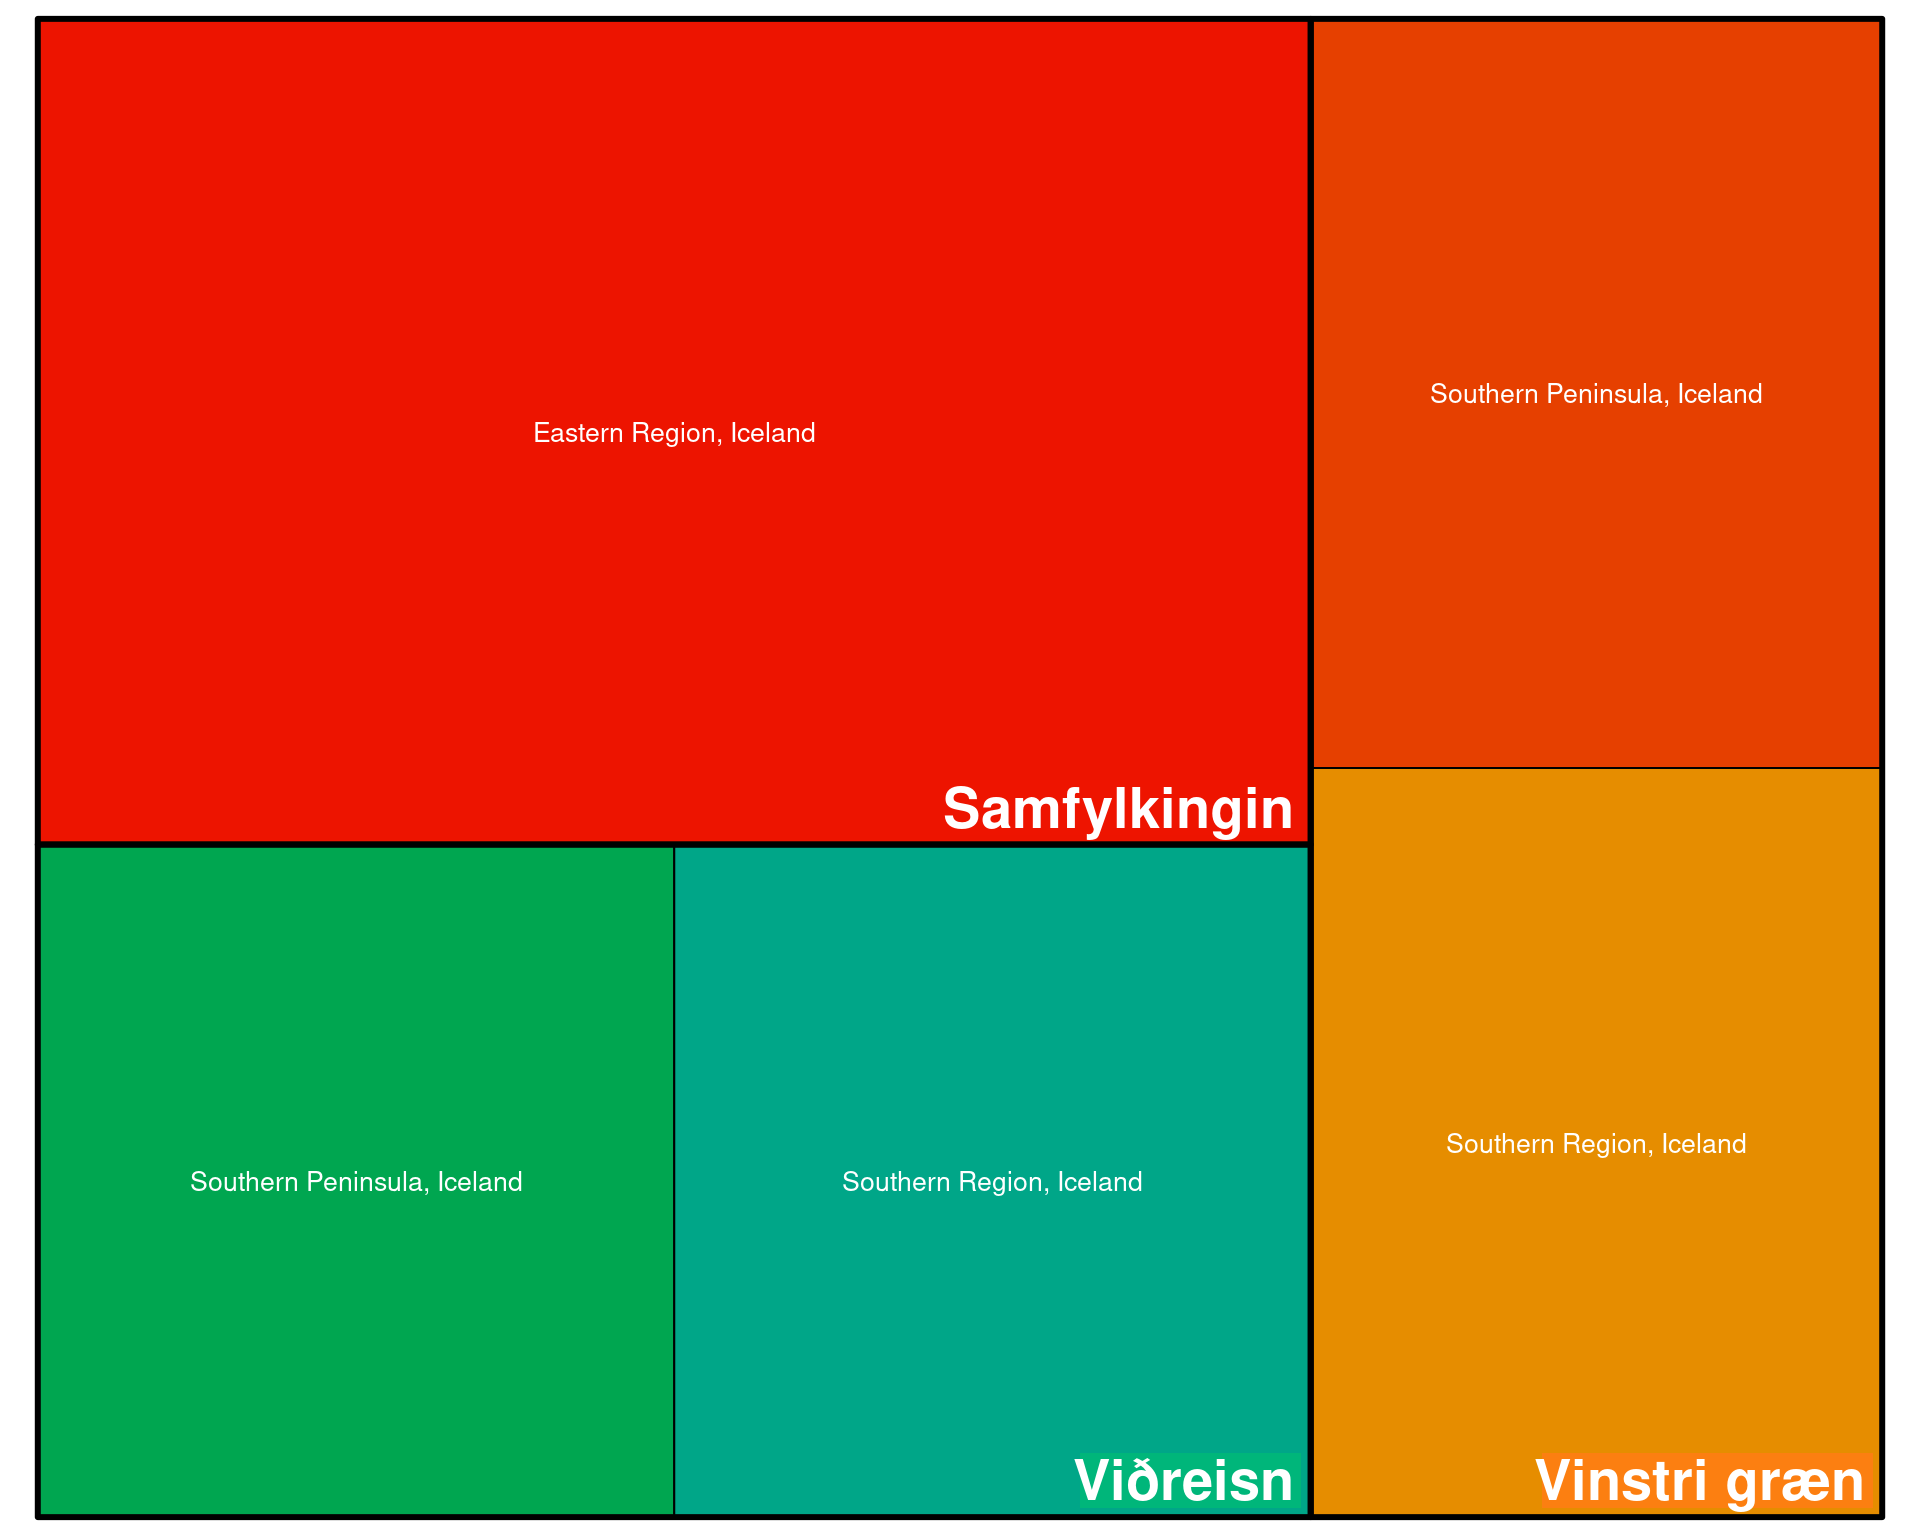 Eastern Region, Iceland
Samfylkingin
Southern Peninsula, Iceland
Southern Region, Iceland
Viðreisn
Southern Peninsula, Iceland
Southern Region, Iceland
Vinstri græn